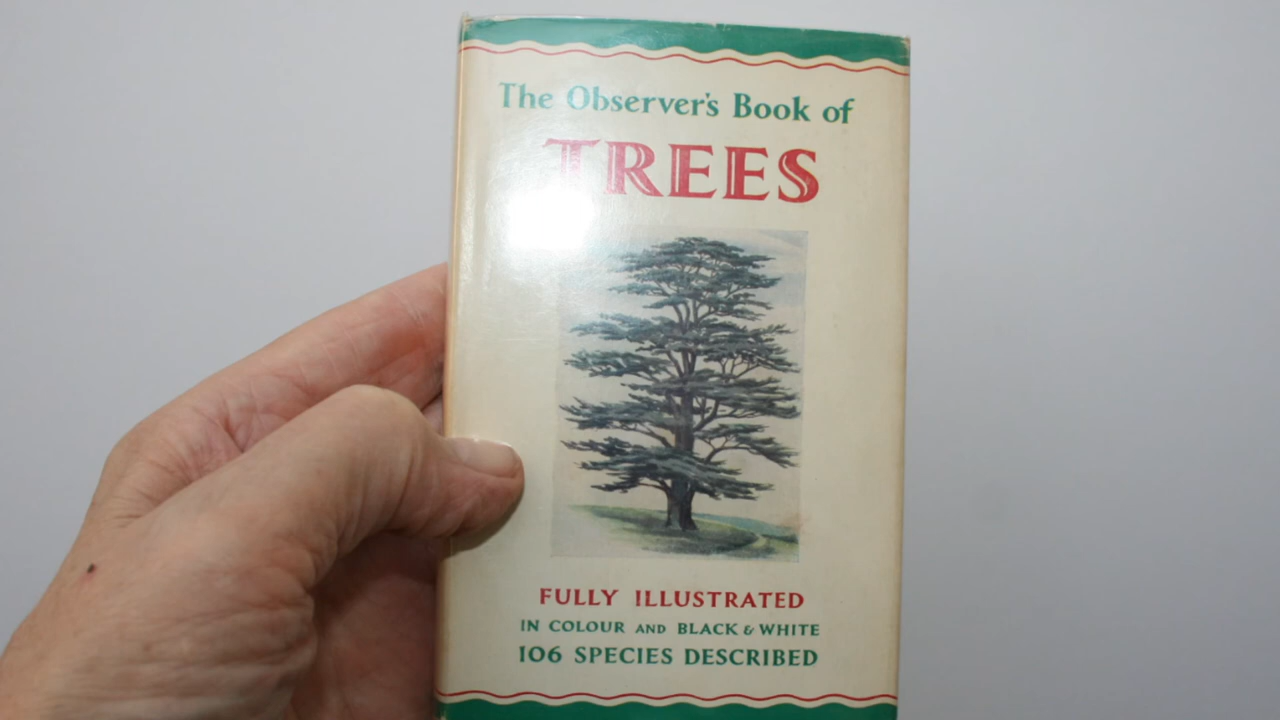 The Observer's Book of
TREES
FULLY ILLUSTRATED
IN COLOUR AND BLACK & WHITE
106 SPECIES DESCRIBED